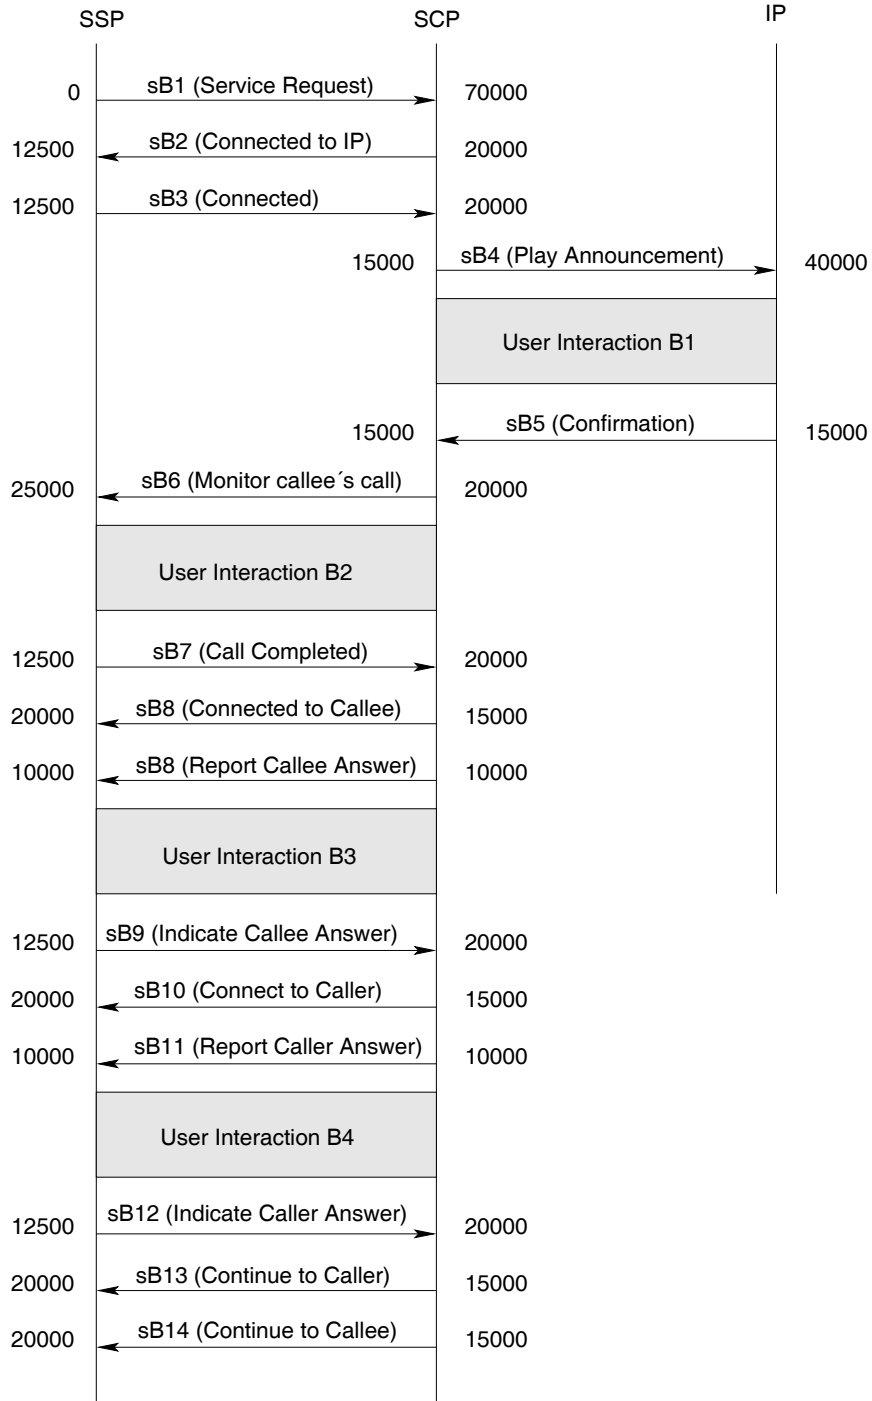 SSP SCP IP
0 sB1 (Service Request) 70000
12500 sB2 (Connected to IP) 20000
12500 sB3 (Connected) 20000
15000 sB4 (Play Announcement) 40000
User Interaction B1
15000 sB5 (Confirmation) 15000
25000 sB6 (Monitor callee´s call) 20000
User Interaction B2
12500 sB7 (Call Completed) 20000
20000 sB8 (Connected to Callee) 15000
10000 sB8 (Report Callee Answer) 10000
User Interaction B3
12500 sB9 (Indicate Callee Answer) 20000
20000 sB10 (Connect to Caller) 15000
10000 sB11 (Report Caller Answer) 10000
User Interaction B4
12500 sB12 (Indicate Caller Answer) 20000
20000 sB13 (Continue to Caller) 15000
20000 sB14 (Continue to Callee) 15000